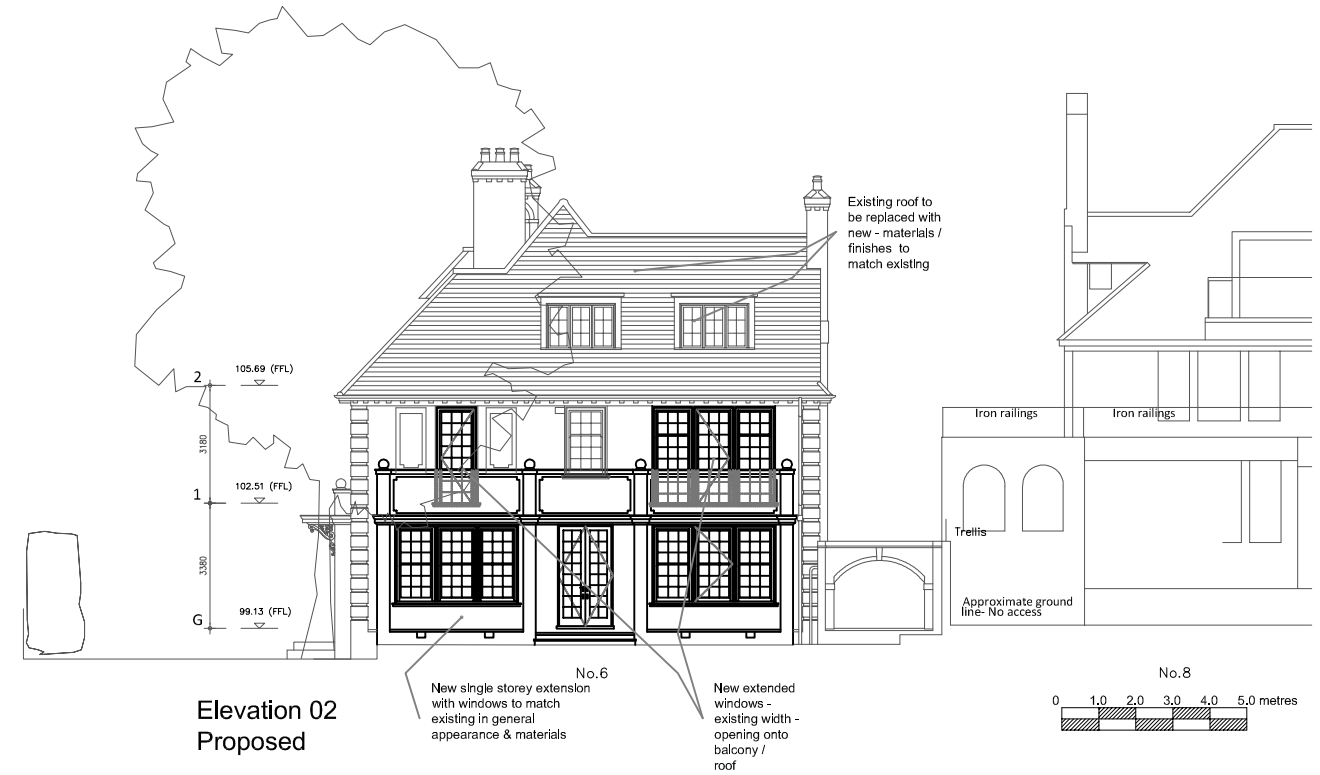 Existing roof to
be replaced with
new - materials /
finishes to
match existing
2
105.69 (FFL)
3180
1
102.51 (FFL)
3380
G
99.13 (FFL)
Iron railings
Iron railings
Trellis
Approximate ground
line- No access
No.6
No.8
New single storey extension
with windows to match
existing in general
appearance & materials
New extended
windows -
existing width -
opening onto
balcony /
roof
Elevation 02
Proposed
0 1.0 2.0 3.0 4.0 5.0 metres